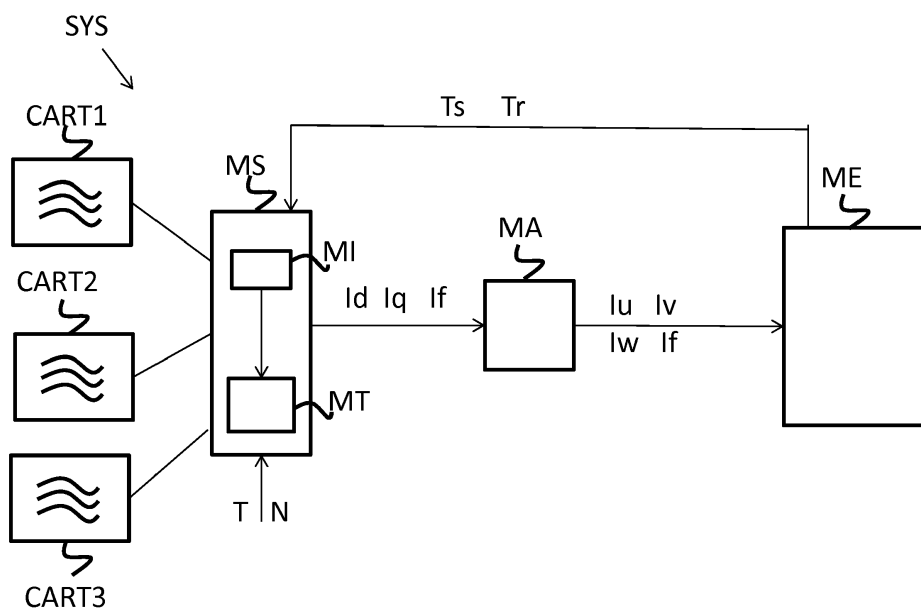 SYS
CART1
Ts Tr
MS
ME
MI
MA
CART2
Id Iq If
Iu Iv
Iw If
MT
T N
CART3